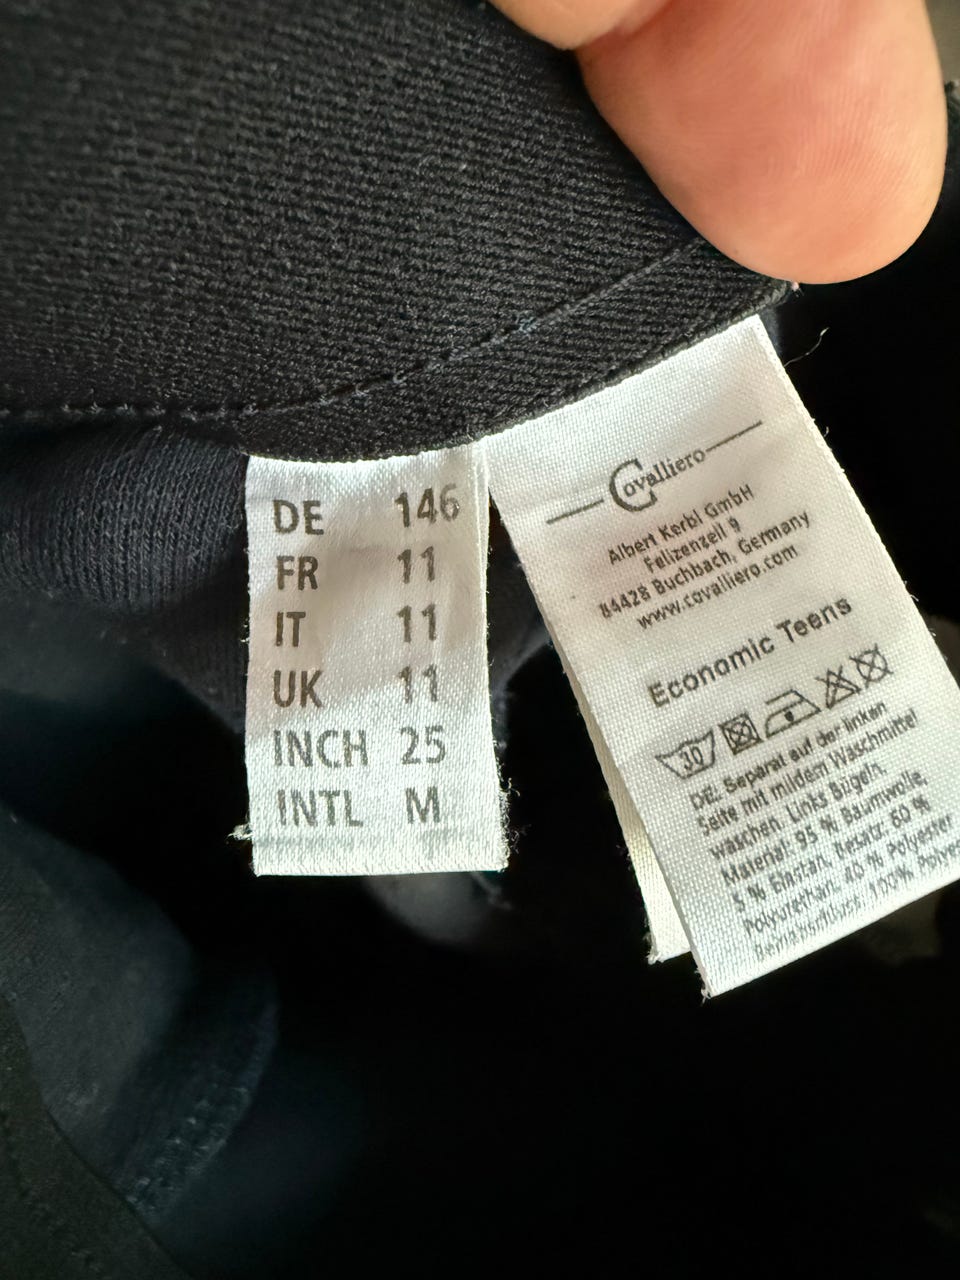 DE 146
FR 11
IT 11
UK 11
INCH 25
INTL M
Covalliero
Albert Kerbl GmbH
Felizenzell 9
84428 Buchbach, Germany
www.covalliero.com
Economic Teens
30
DE: Separat auf der linken
Seite mit mildem Waschmittel
waschen. Links Bügeln.
Material: 95 % Baumwolle,
5 % Elastan, Besatz: 60 %
Polyurethan, 40 % Polyester
100% Polyes